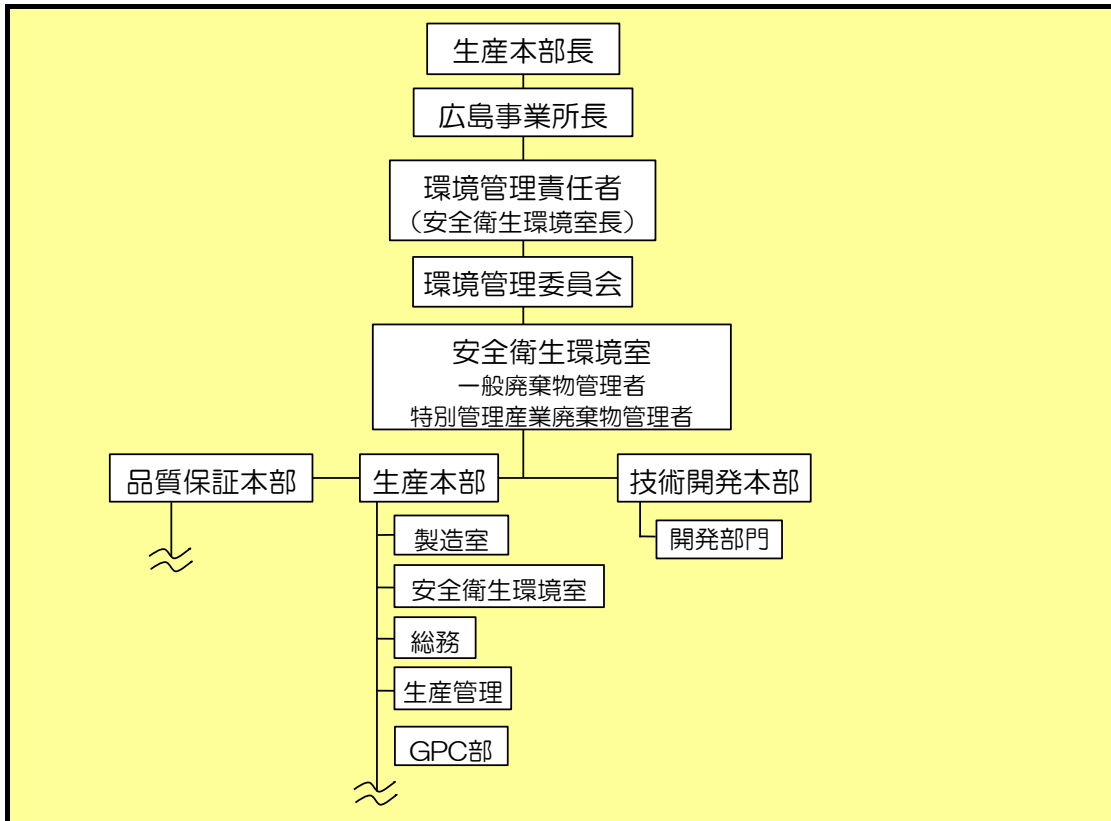 生産本部長
広島事業所長
環境管理責任者
（安全衛生環境室長）
環境管理委員会
安全衛生環境室
一般廃棄物管理者
特別管理産業廃棄物管理者
品質保証本部
生産本部
技術開発本部
製造室
開発部門
安全衛生環境室
総務
生産管理
GPC部